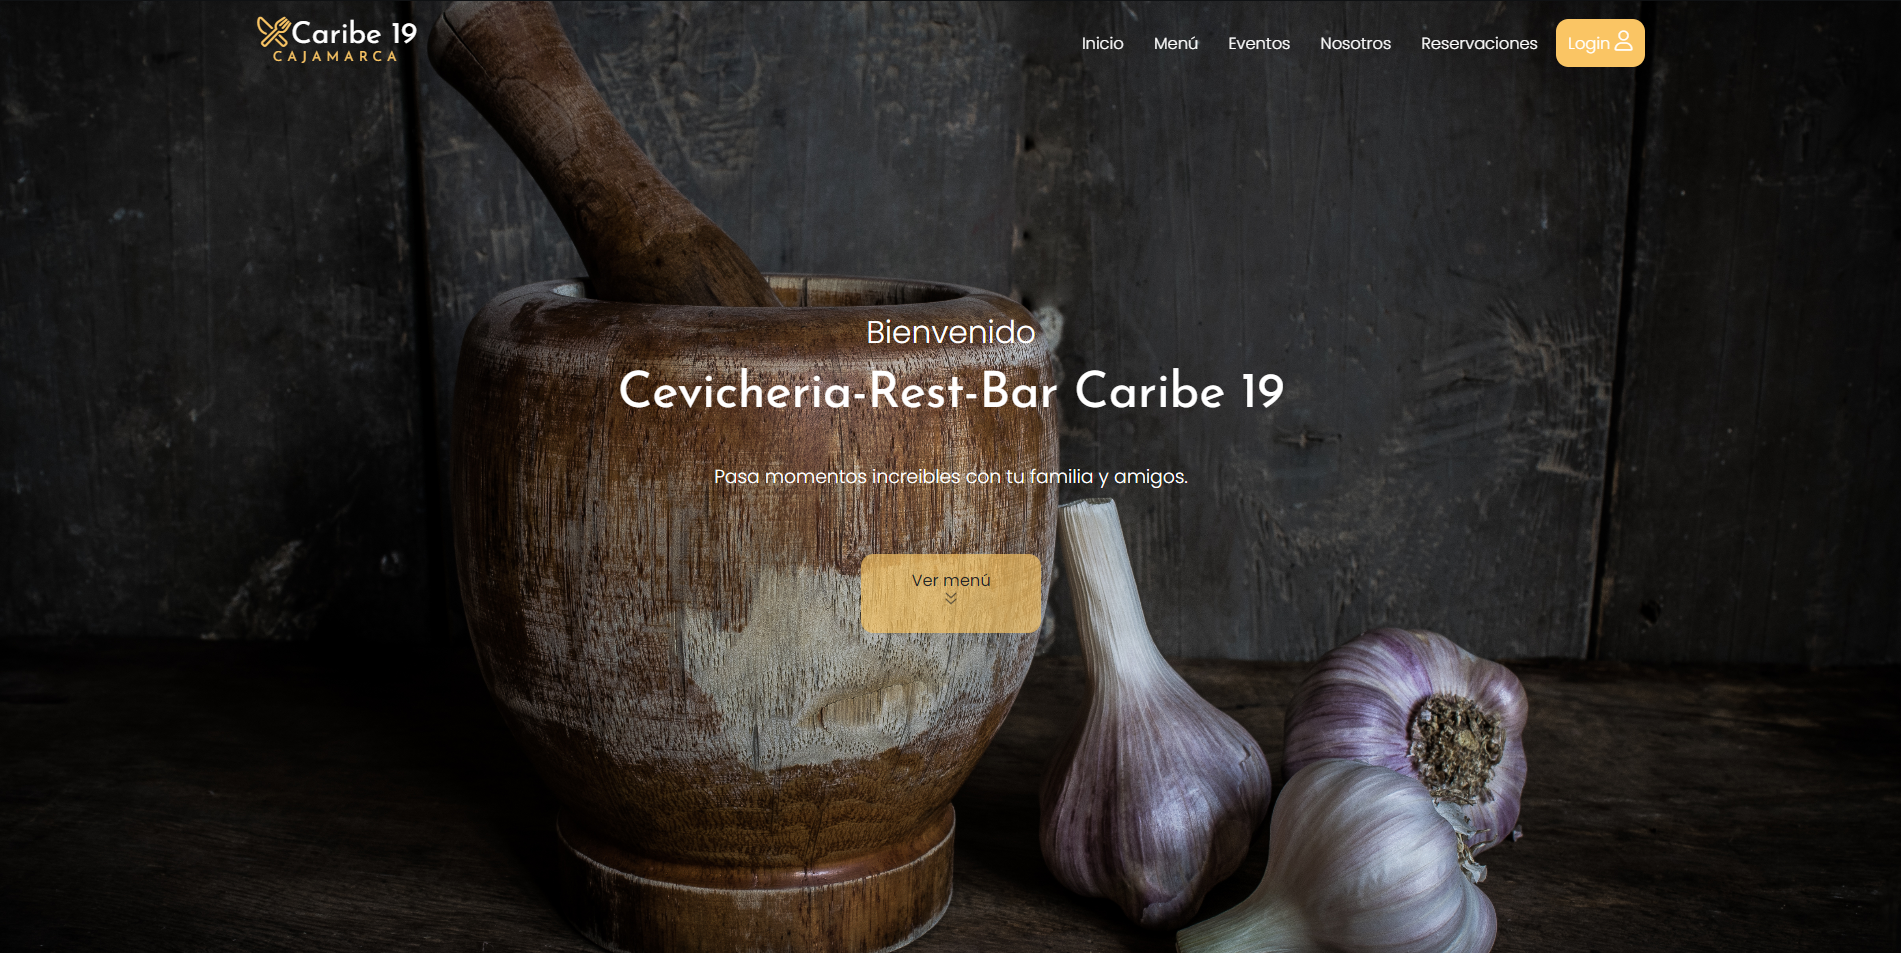 Caribe 19
CAJAMARCA
Inicio Menú Eventos Nosotros Reservaciones Login
Bienvenido
Cevicheria-Rest-Bar Caribe 19
Pasa momentos increibles con tu familia y amigos.
Ver menú